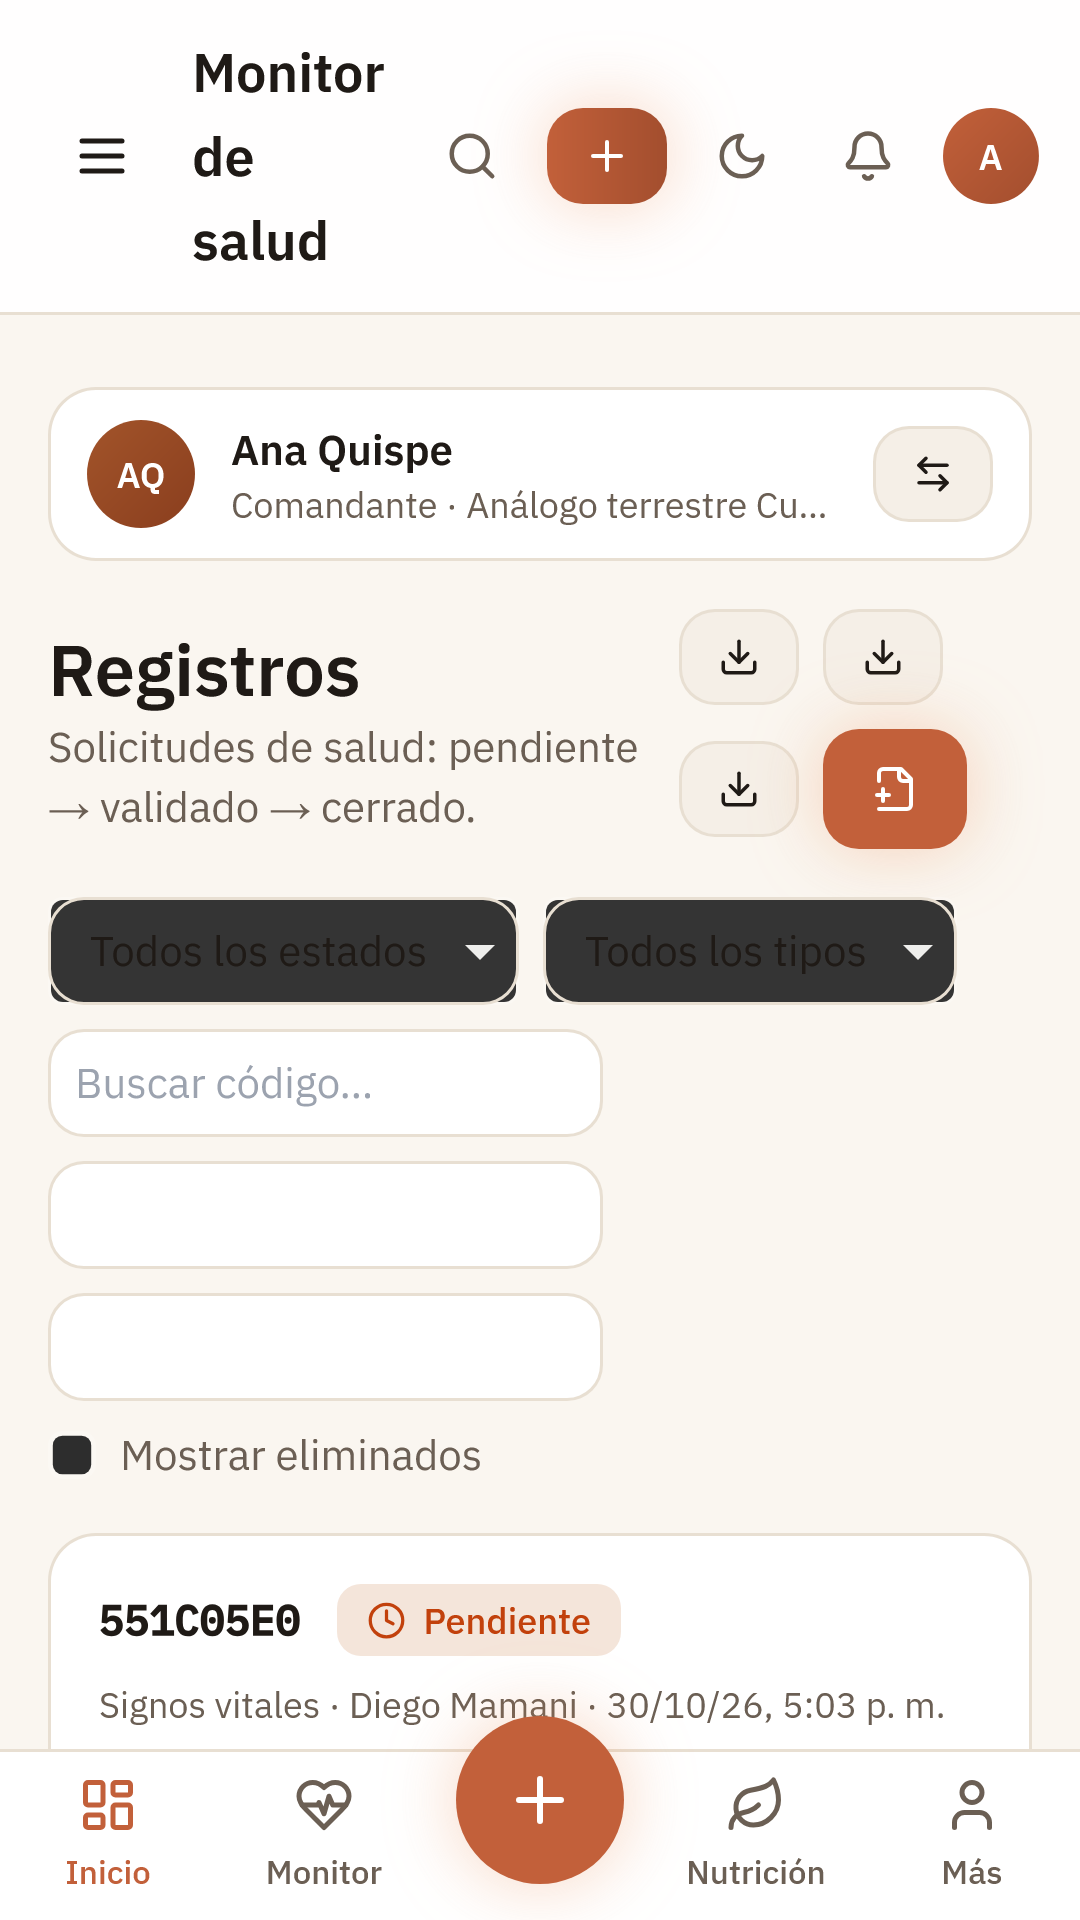 Monitor
de
salud
A
AQ
Ana Quispe
Comandante · Análogo terrestre Cu...
Registros
Solicitudes de salud: pendiente
→ validado → cerrado.
Todos los estados
Todos los tipos
Buscar código...
Mostrar eliminados
551C05E0
Pendiente
Signos vitales · Diego Mamani · 30/10/26, 5:03 p. m.
Inicio
Monitor
Nutrición
Más